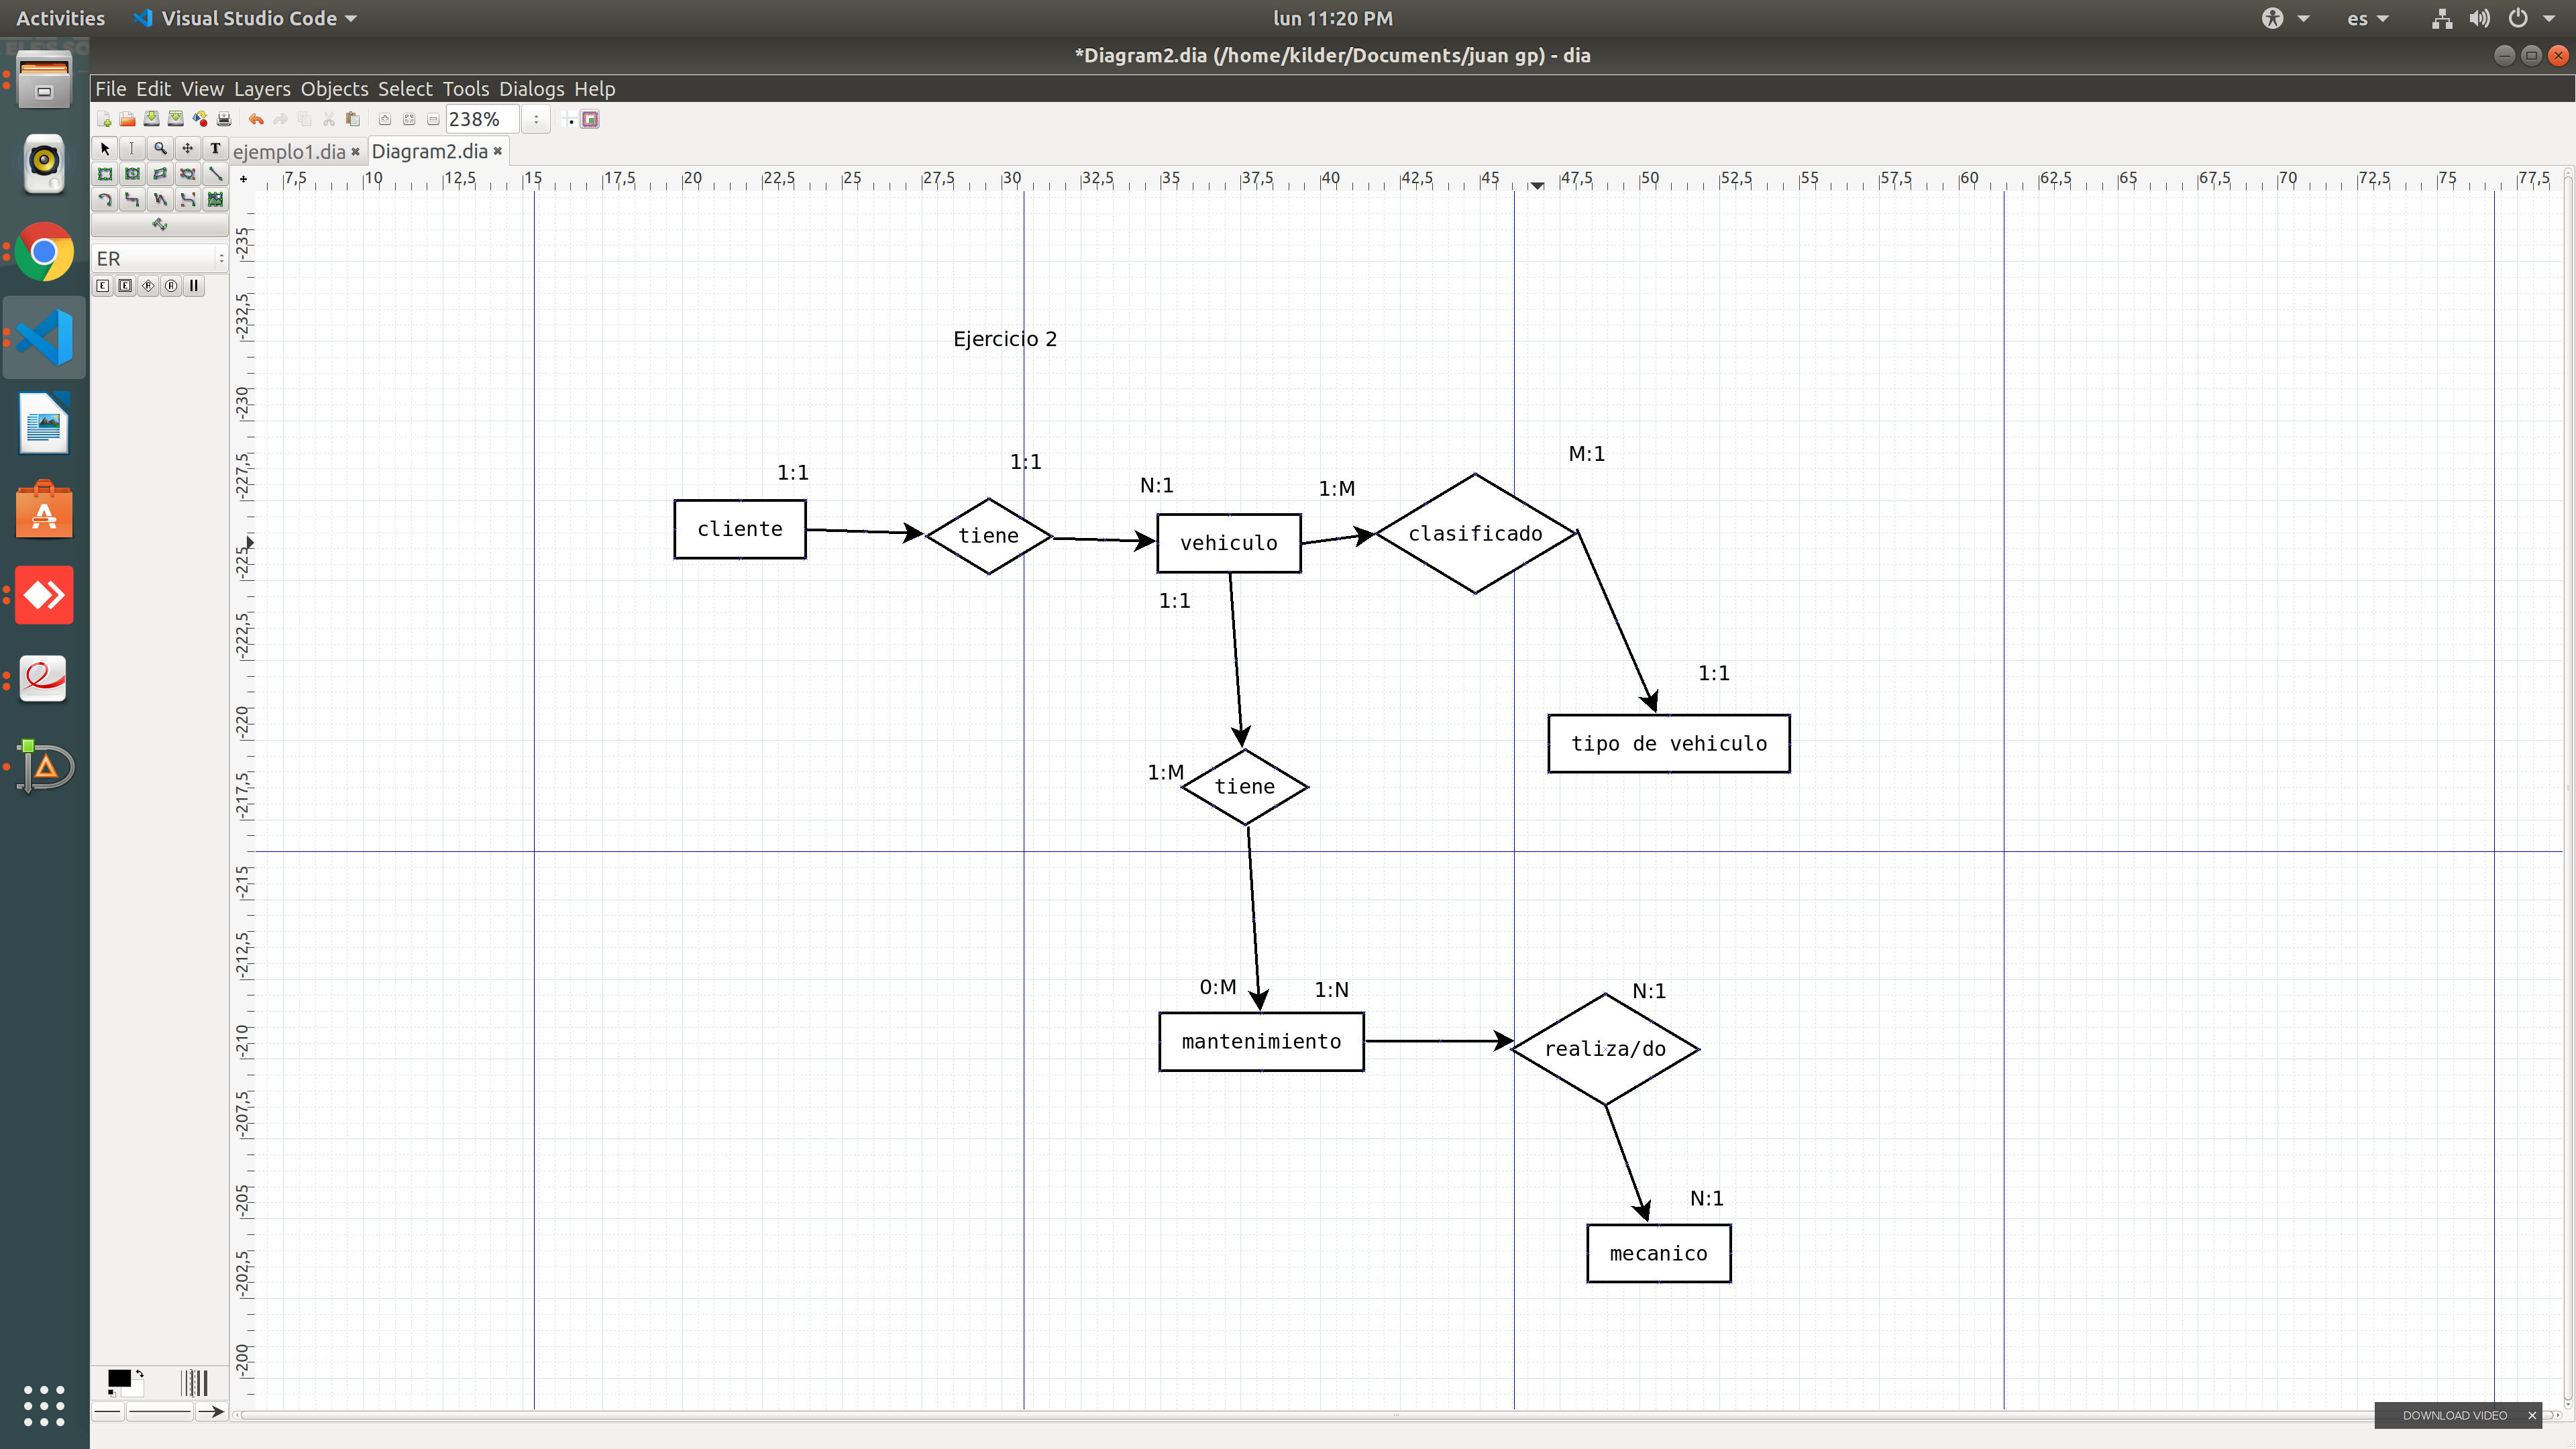 Activities
Visual Studio Code
lun 11:20 PM
es
*Diagram2.dia (/home/kilder/Documents/juan gp) - dia
File Edit View Layers Objects Select Tools Dialogs Help
238%
T
ejemplo1.dia
Diagram2.dia
7,5 10 12,5 15 17,5 20 22,5 25 27,5 30 32,5 35 37,5 40 42,5 45 47,5 50 52,5 55 57,5 60 62,5 65 67,5 70 72,5 75 77,5
ER
E E R A
-235
-232,5
-230
-227,5
-225
-222,5
-220
-217,5
-215
-212,5
-210
-207,5
-205
-202,5
-200
Ejercicio 2
1:1
1:1
N:1
1:M
M:1
cliente
tiene
vehiculo
clasificado
1:1
1:1
tipo de vehiculo
1:M
tiene
0:M
1:N
N:1
mantenimiento
realiza/do
N:1
mecanico
DOWNLOAD VIDEO